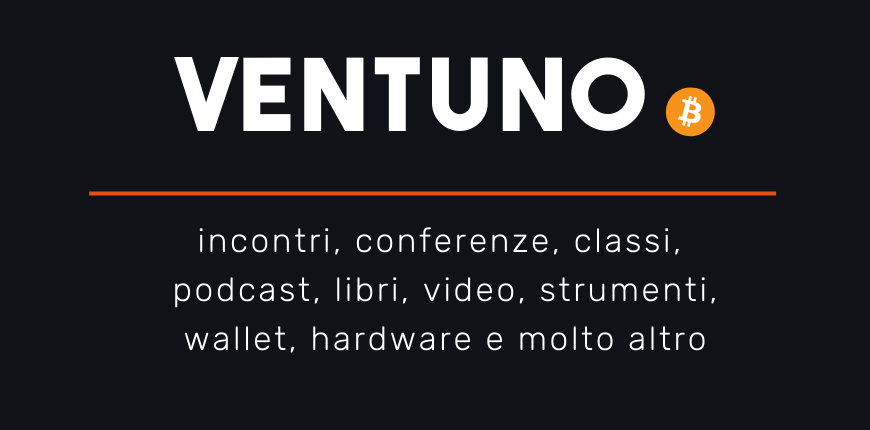 VENTUNO
incontri, conferenze, classi,
podcast, libri, video, strumenti,
wallet, hardware e molto altro